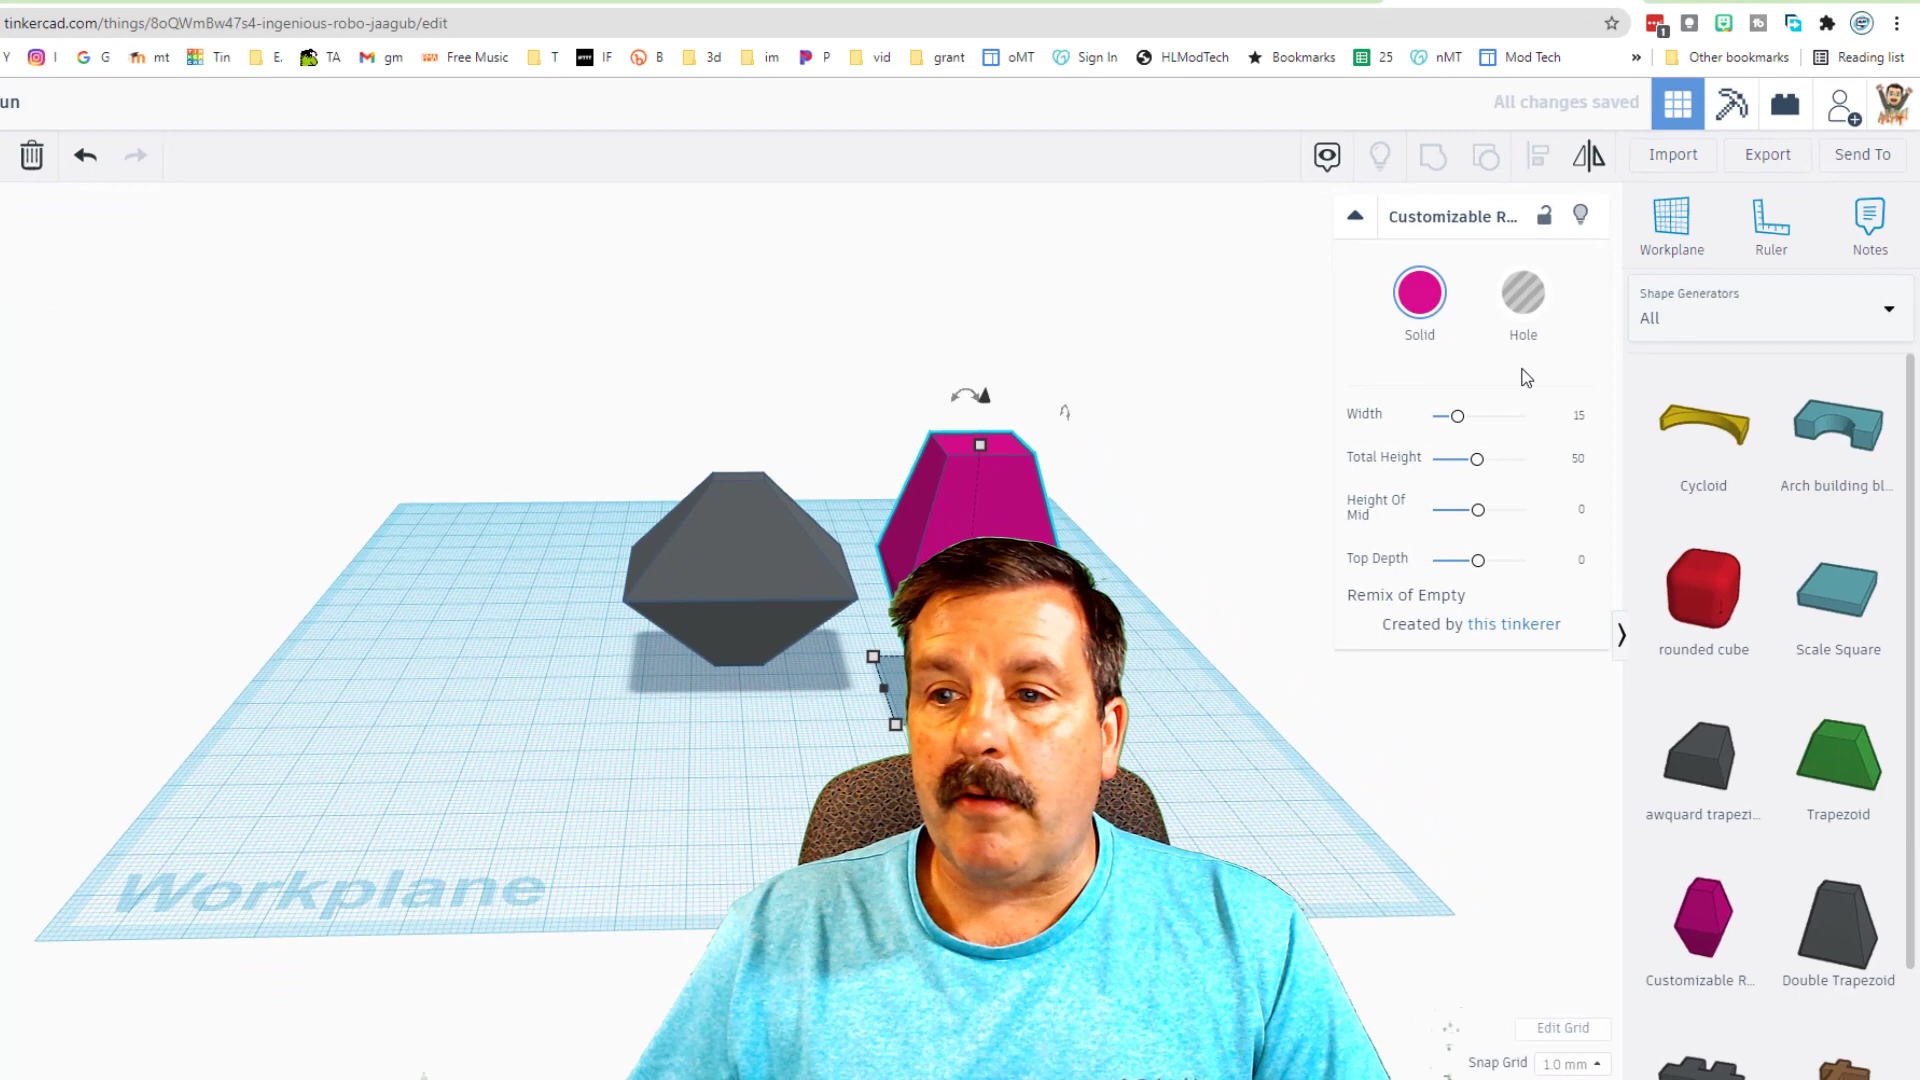 tinkercad.com/things/8oQWmBw47s4-ingenious-robo-jaagub/edit
Y I G mt Tin E. TA gm Free Music T IF B 3d im P vid grant oMT Sign In HLModTech Bookmarks 25 nMT Mod Tech » Other bookmarks Reading list
un
All changes saved
Import Export Send To
Customizable R...
Workplane Ruler Notes
Solid Hole
Shape Generators
All
Width 15
Total Height 50
Height Of Mid 0
Top Depth 0
Remix of Empty
Created by this tinkerer
Cycloid Arch building bl...
rounded cube Scale Square
awquard trapezi... Trapezoid
Customizable R... Double Trapezoid
Workplane
Edit Grid
Snap Grid 1.0 mm